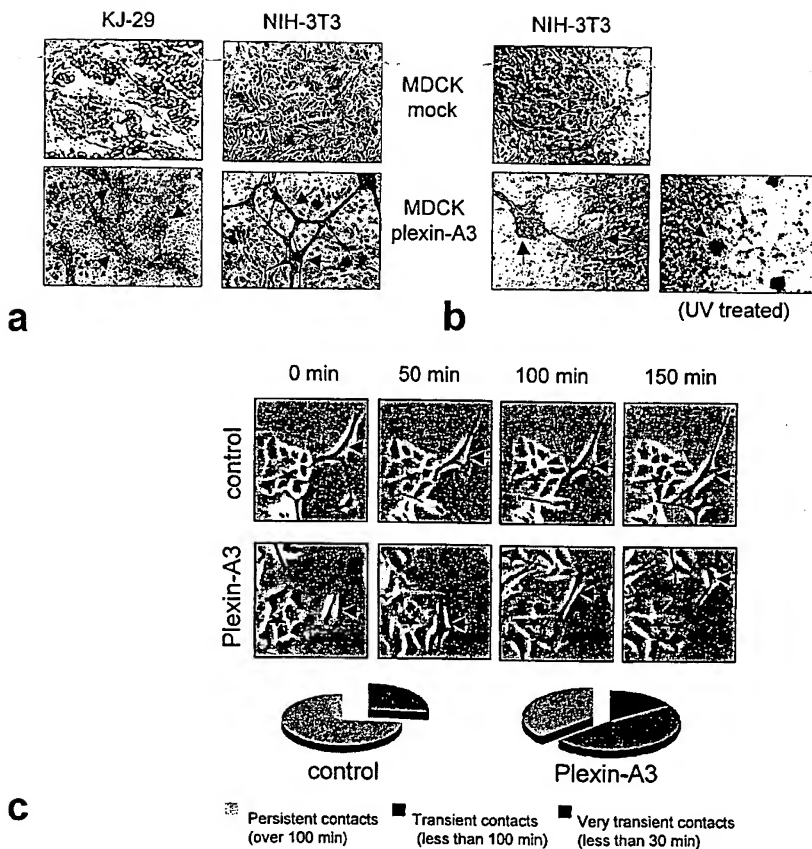 KJ-29
NIH-3T3
NIH-3T3
MDCK
mock
MDCK
plexin-A3
(UV treated)
a
b
0 min
50 min
100 min
150 min
control
Plexin-A3
control
Plexin-A3
c
Persistent contacts
(over 100 min)
Transient contacts
(less than 100 min)
Very transient contacts
(less than 30 min)